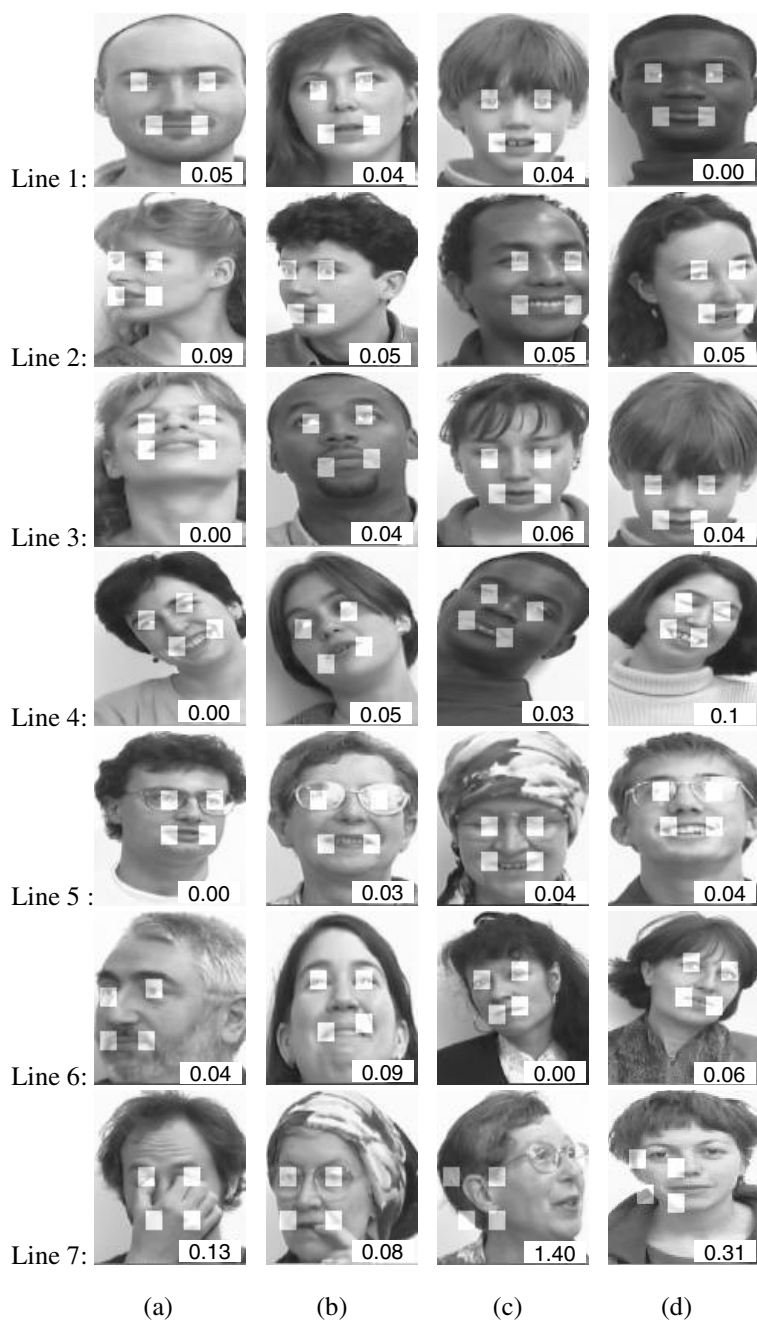 Line 1: 0.05 0.04 0.04 0.00
Line 2: 0.09 0.05 0.05 0.05
Line 3: 0.00 0.04 0.06 0.04
Line 4: 0.00 0.05 0.03 0.1
Line 5 : 0.00 0.03 0.04 0.04
Line 6: 0.04 0.09 0.00 0.06
Line 7: 0.13 0.08 1.40 0.31
(a) (b) (c) (d)